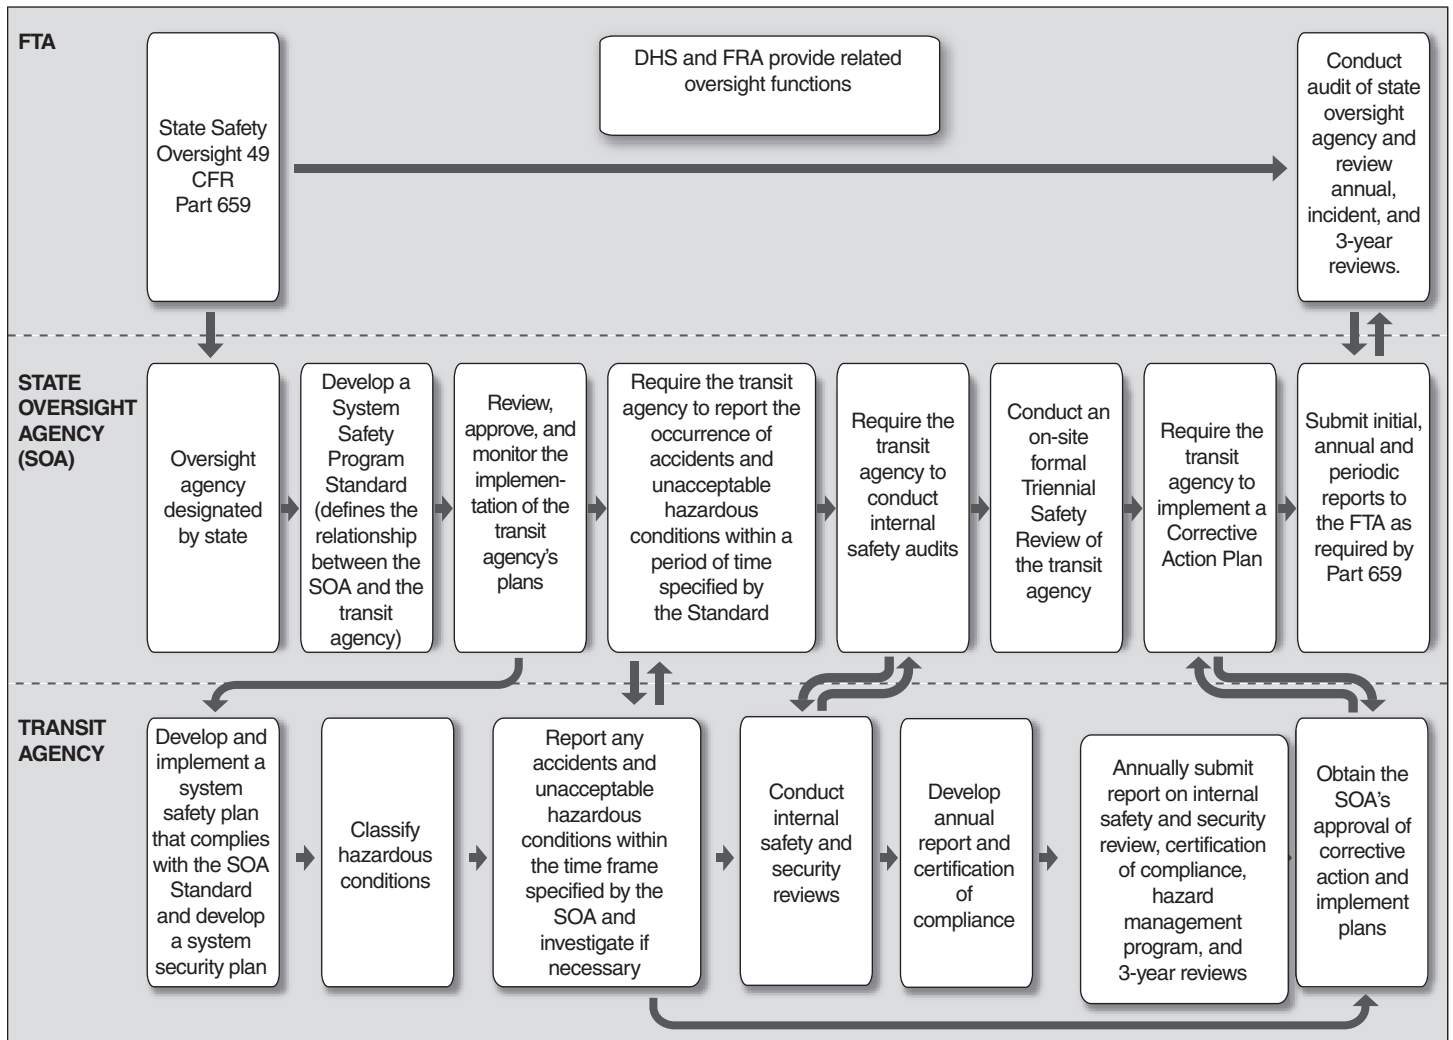 FTA
State Safety
Oversight 49
CFR
Part 659
DHS and FRA provide related
oversight functions
Conduct
audit of state
oversight
agency and
review
annual,
incident, and
3-year
reviews.
STATE
OVERSIGHT
AGENCY
(SOA)
Oversight
agency
designated
by state
Develop a
System
Safety
Program
Standard
(defines the
relationship
between the
SOA and the
transit
agency)
Review,
approve, and
monitor the
implemen-
tation of the
transit
agency's
plans
Require the transit
agency to report the
occurrence of
accidents and
unacceptable
hazardous
conditions within a
period of time
specified by
the Standard
Require the
transit
agency to
conduct
internal
safety audits
Conduct an
on-site
formal
Triennial
Safety
Review of
the transit
agency
Require the
transit
agency to
implement a
Corrective
Action Plan
Submit initial,
annual and
periodic
reports to
the FTA as
required by
Part 659
TRANSIT
AGENCY
Develop and
implement a
system
safety plan
that complies
with the SOA
Standard
and develop
a system
security plan
Classify
hazardous
conditions
Report any
accidents and
unacceptable
hazardous
conditions within
the time frame
specified by the
SOA and
investigate if
necessary
Conduct
internal
safety and
security
reviews
Develop
annual
report and
certification
of
compliance
Annually submit
report on internal
safety and security
review, certification
of compliance,
hazard
management
program, and
3-year reviews
Obtain the
SOA's
approval of
corrective
action and
implement
plans